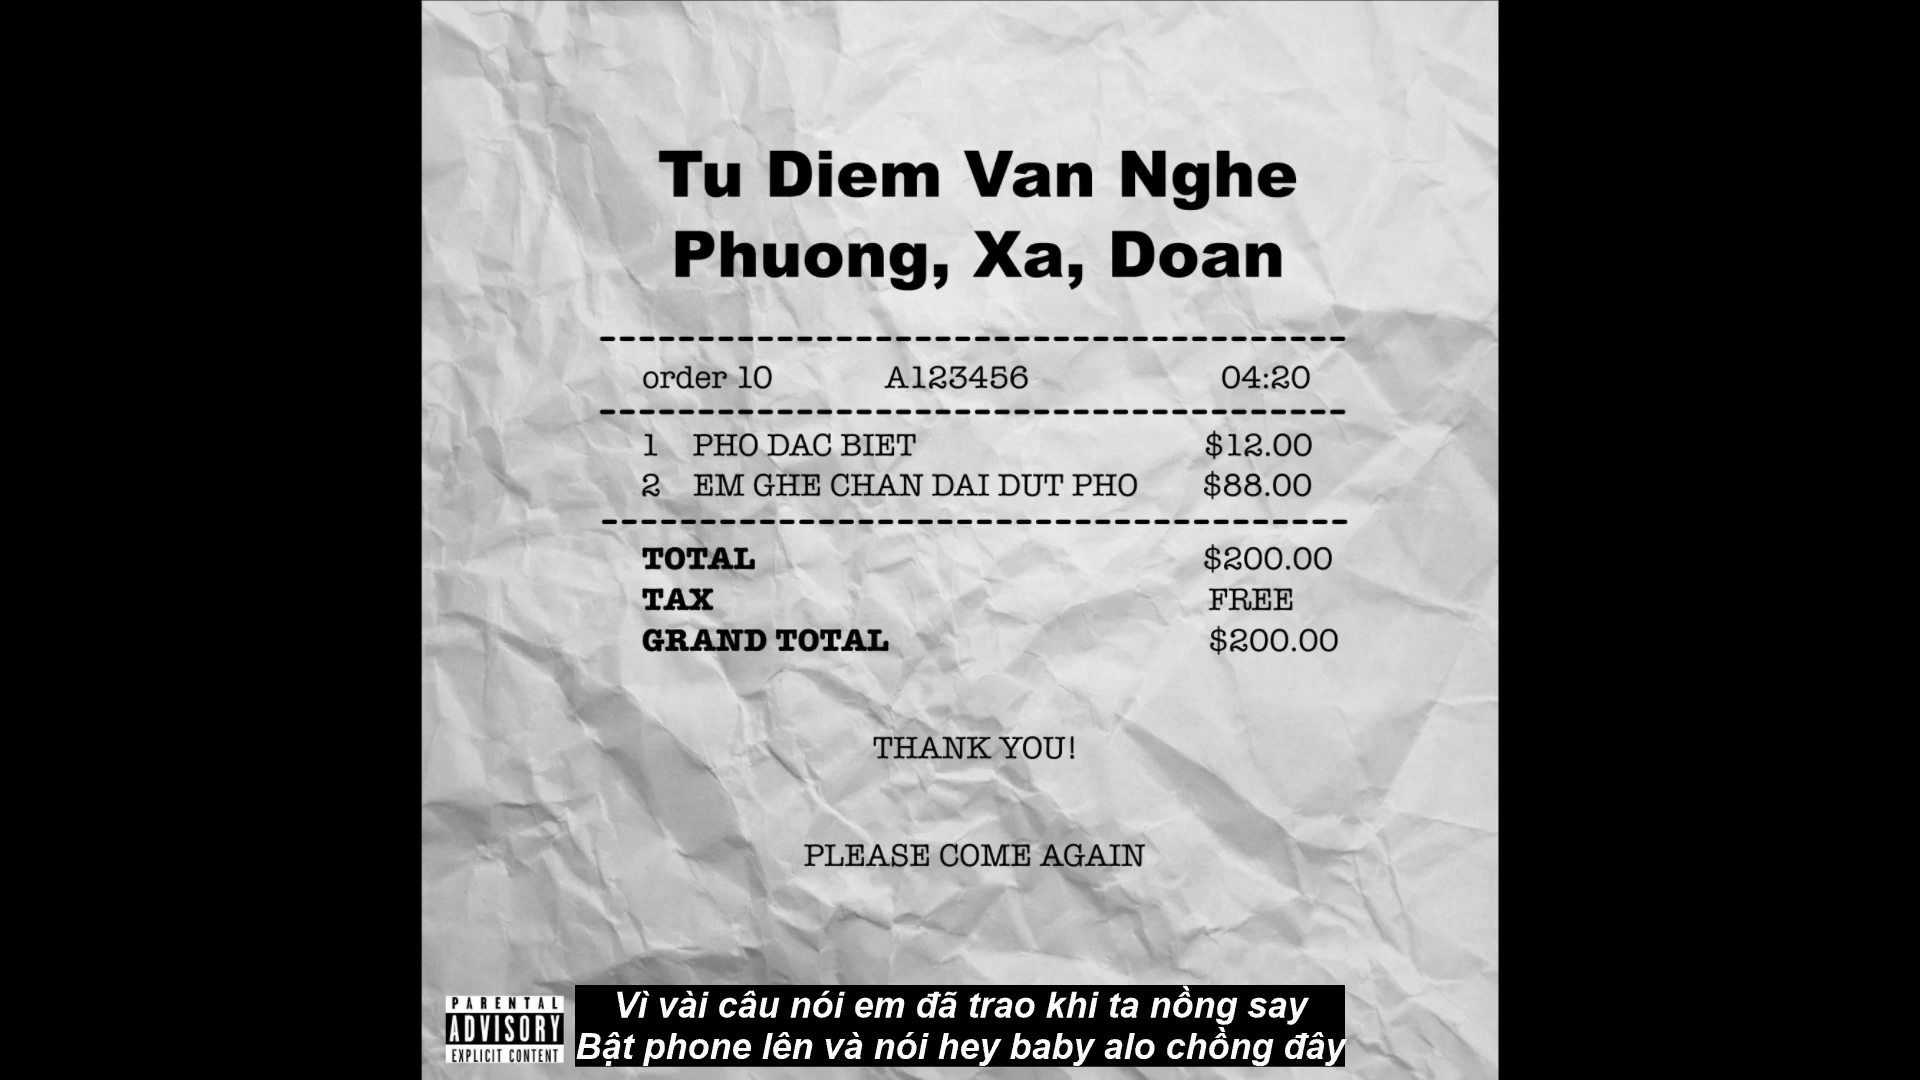 Tu Diem Van Nghe
Phuong, Xa, Doan
order 10 A123456 04:20
1 PHO DAC BIET $12.00
2 EM GHE CHAN DAI DUT PHO $88.00
TOTAL $200.00
TAX FREE
GRAND TOTAL $200.00
THANK YOU!
PLEASE COME AGAIN
PARENTAL
ADVISORY
EXPLICIT CONTENT
Vì vài câu nói em đã trao khi ta nồng say
Bật phone lên và nói hey baby alo chồng đây